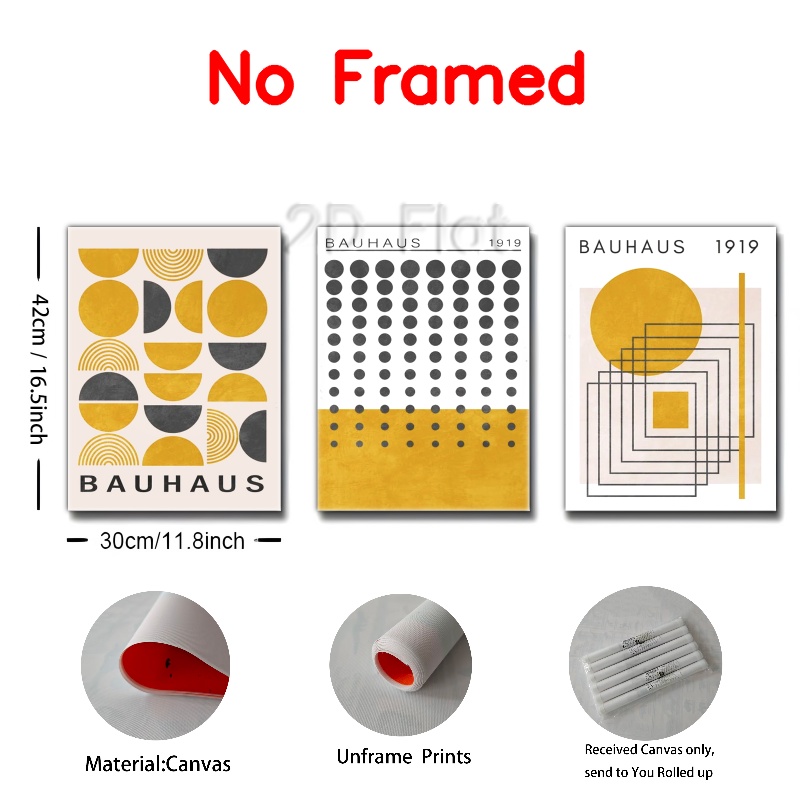 No Framed
2D Flat
BAUHAUS 1919
BAUHAUS 1919
BAUHAUS
42cm / 16.5inch
30cm/11.8inch
Material:Canvas
Unframe Prints
Received Canvas only,
send to You Rolled up